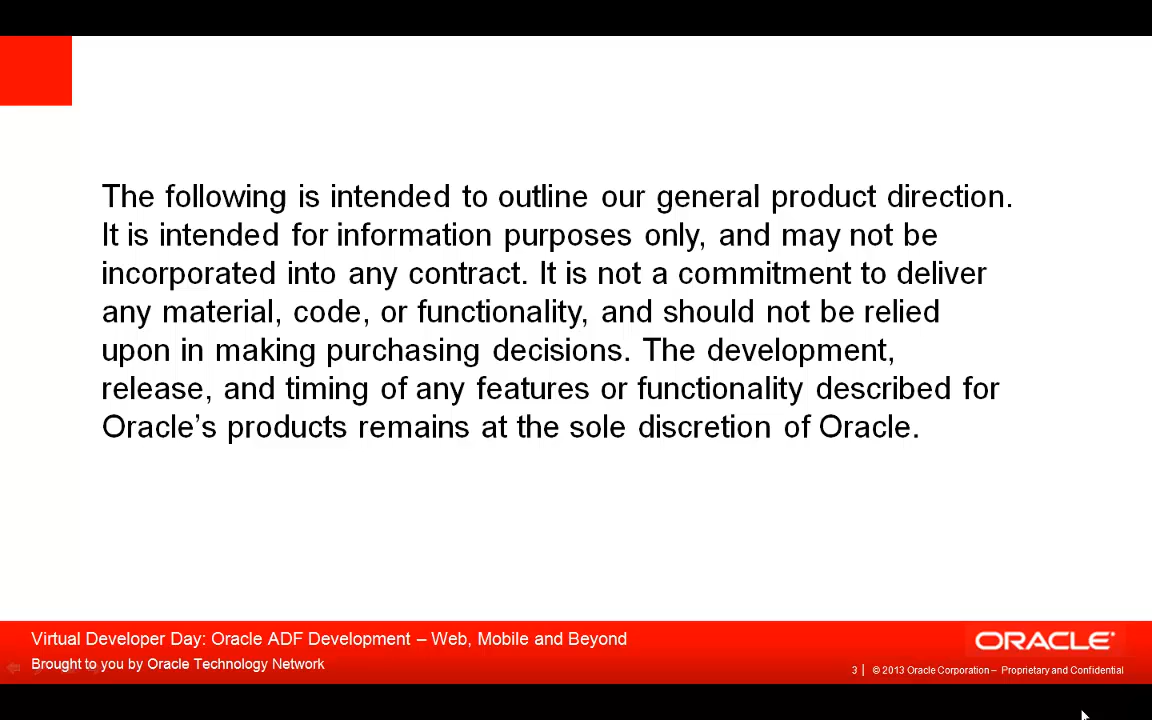 The following is intended to outline our general product direction.
It is intended for information purposes only, and may not be
incorporated into any contract. It is not a commitment to deliver
any material, code, or functionality, and should not be relied
upon in making purchasing decisions. The development,
release, and timing of any features or functionality described for
Oracle’s products remains at the sole discretion of Oracle.
Virtual Developer Day: Oracle ADF Development – Web, Mobile and Beyond
Brought to you by Oracle Technology Network
ORACLE
3 | © 2013 Oracle Corporation – Proprietary and Confidential